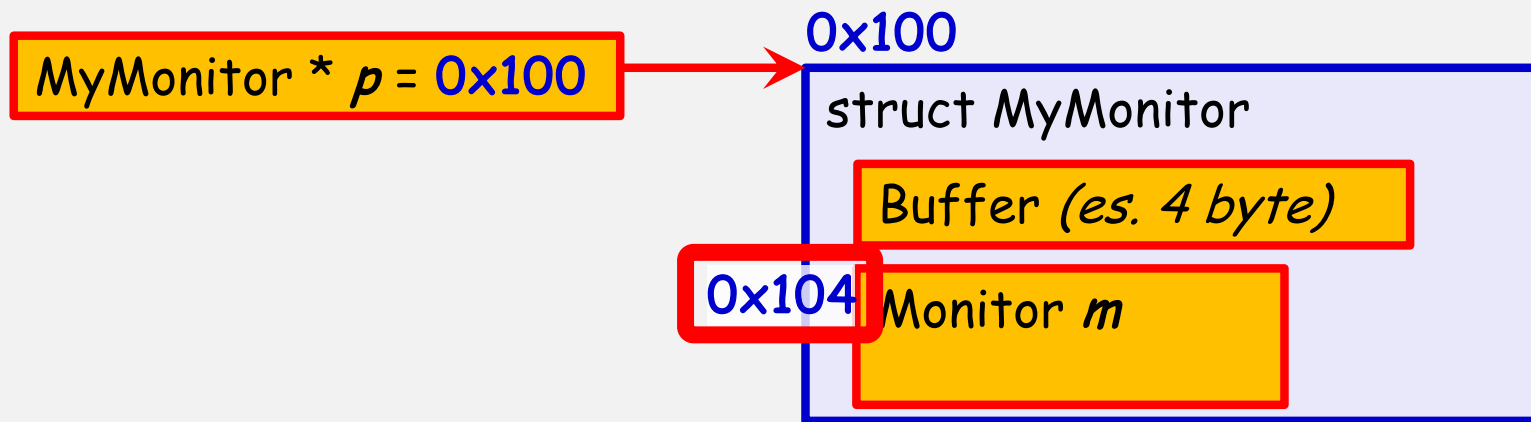 0x100
MyMonitor * p = 0x100
struct MyMonitor
Buffer (es. 4 byte)
0x104
Monitor m